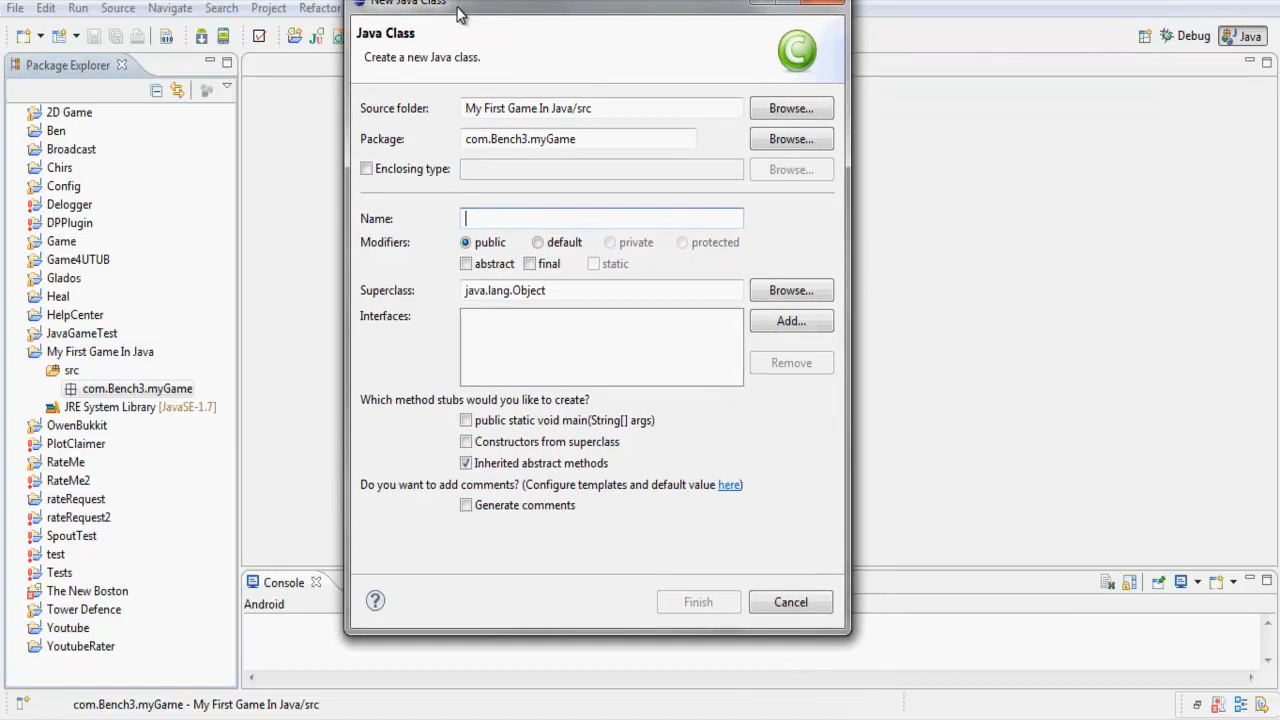 File Edit Run Source Navigate Search Project Refactor
New Java Class
Debug Java
Package Explorer
2D Game
Ben
Broadcast
Chirs
Config
Delogger
DPPlugin
Game
Game4UTUB
Glados
Heal
HelpCenter
JavaGameTest
My First Game In Java
src
com.Bench3.myGame
JRE System Library [JavaSE-1.7]
OwenBukkit
PlotClaimer
RateMe
RateMe2
rateRequest
rateRequest2
SpoutTest
test
Tests
The New Boston
Tower Defence
Youtube
YoutubeRater
Java Class
Create a new Java class.
Source folder: My First Game In Java/src Browse...
Package: com.Bench3.myGame Browse...
Enclosing type: Browse...
Name:
Modifiers: public default private protected
abstract final static
Superclass: java.lang.Object Browse...
Interfaces: Add...
Remove
Which method stubs would you like to create?
public static void main(String[] args)
Constructors from superclass
Inherited abstract methods
Do you want to add comments? (Configure templates and default value here)
Generate comments
Finish Cancel
Console
Android
com.Bench3.myGame - My First Game In Java/src